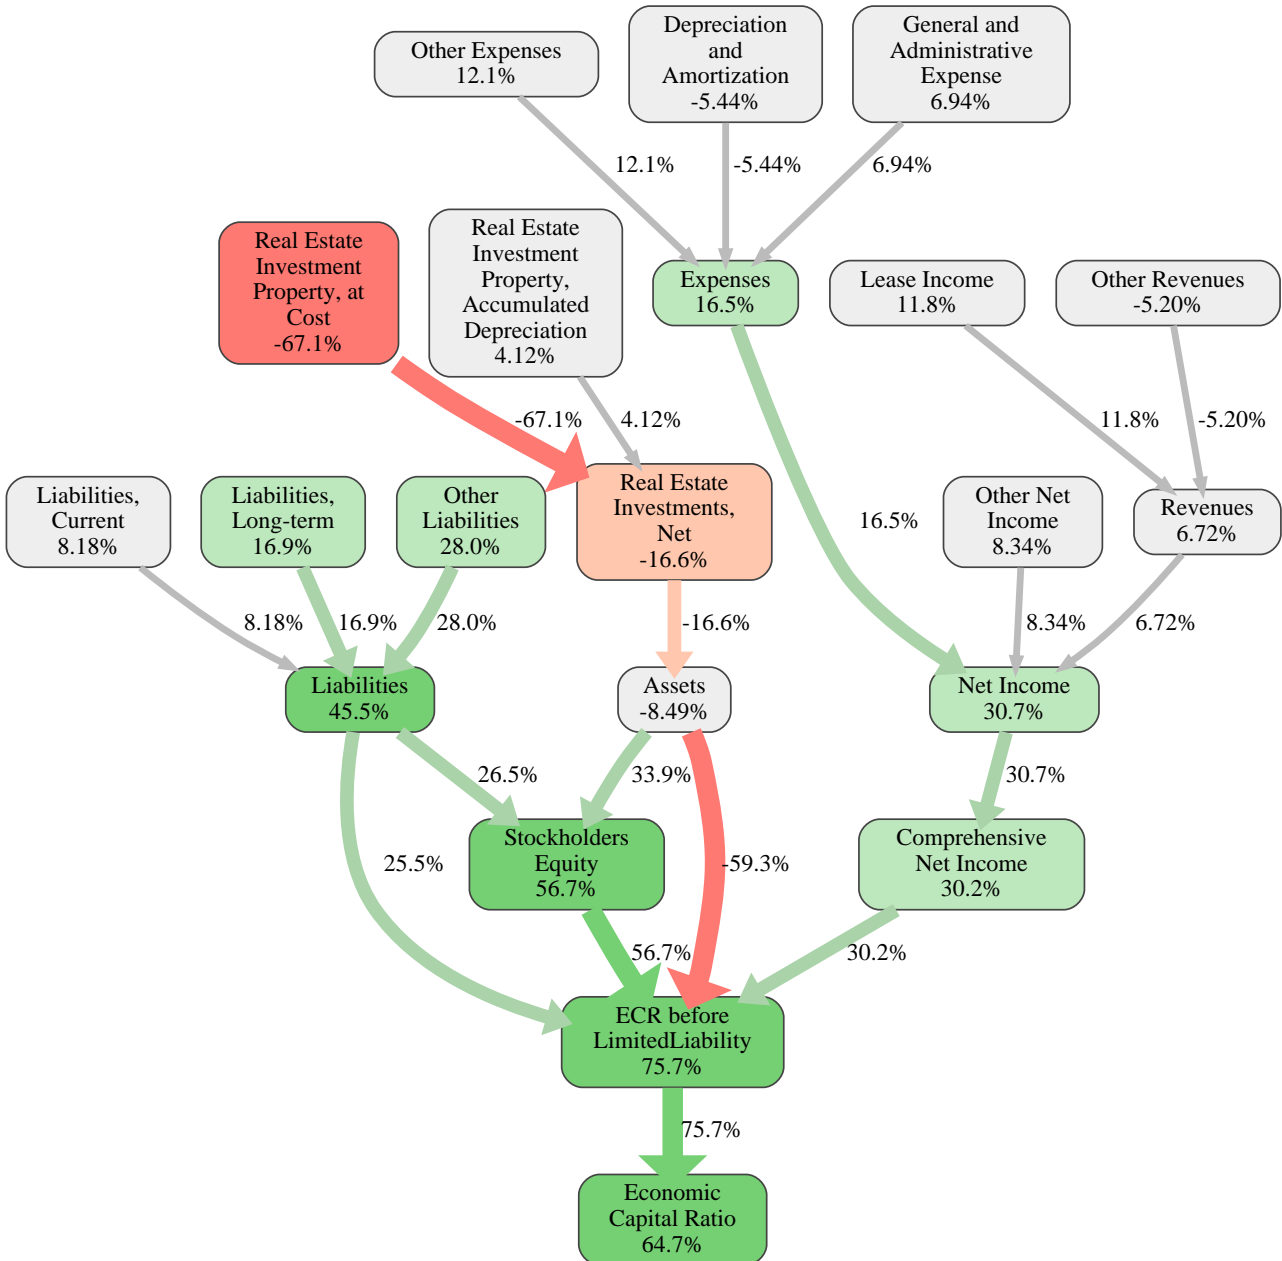 Other Expenses
12.1%
Depreciation
and
Amortization
-5.44%
General and
Administrative
Expense
6.94%
12.1%
-5.44%
6.94%
Real Estate
Investment
Property, at
Cost
-67.1%
Real Estate
Investment
Property,
Accumulated
Depreciation
4.12%
Expenses
16.5%
Lease Income
11.8%
Other Revenues
-5.20%
-67.1%
4.12%
11.8%
-5.20%
Liabilities,
Current
8.18%
Liabilities,
Long-term
16.9%
Other
Liabilities
28.0%
Real Estate
Investments,
Net
-16.6%
16.5%
Other Net
Income
8.34%
Revenues
6.72%
8.18%
16.9%
28.0%
-16.6%
8.34%
6.72%
Liabilities
45.5%
Assets
-8.49%
Net Income
30.7%
26.5%
33.9%
30.7%
25.5%
Stockholders
Equity
56.7%
-59.3%
Comprehensive
Net Income
30.2%
56.7%
30.2%
ECR before
LimitedLiability
75.7%
75.7%
Economic
Capital Ratio
64.7%